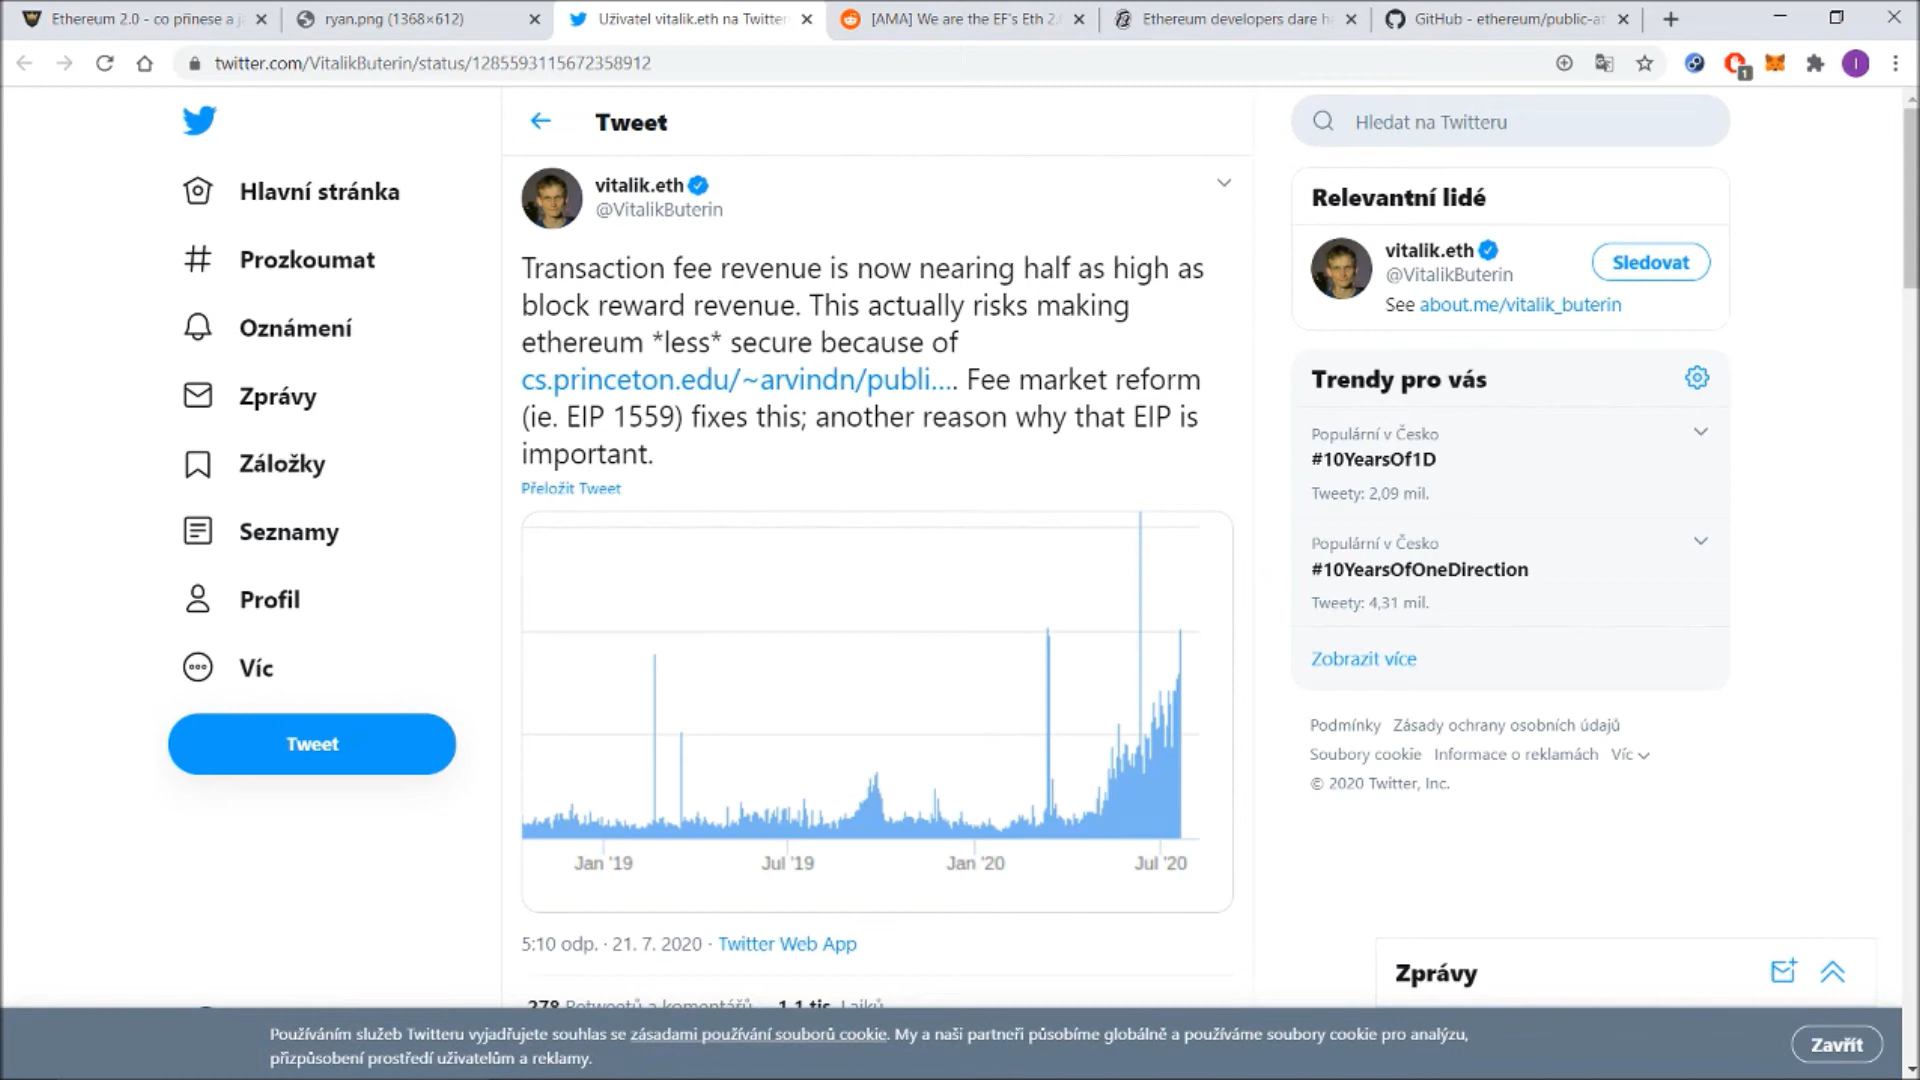 Ethereum 2.0 - co přinese a j
ryan.png (1368×612)
Uživatel vitalik.eth na Twitter
[AMA] We are the EF's Eth 2.
Ethereum developers dare h
GitHub - ethereum/public-at
twitter.com/VitalikButerin/status/1285593115672358912
1
I
Tweet
Hledat na Twitteru
Hlavní stránka
Prozkoumat
Oznámení
Zprávy
Záložky
Seznamy
Profil
Víc
Tweet
vitalik.eth
@VitalikButerin
Transaction fee revenue is now nearing half as high as
block reward revenue. This actually risks making
ethereum *less* secure because of
cs.princeton.edu/~arvindn/publi.... Fee market reform
(ie. EIP 1559) fixes this; another reason why that EIP is
important.
Přeložit Tweet
Jan '19
Jul '19
Jan '20
Jul '20
5:10 odp. · 21. 7. 2020 · Twitter Web App
278 Retweetů a komentářů 1,1 tis. Lajků
Relevantní lidé
vitalik.eth
@VitalikButerin
Sledovat
See about.me/vitalik_buterin
Trendy pro vás
Populární v Česko
#10YearsOf1D
Tweety: 2,09 mil.
Populární v Česko
#10YearsOfOneDirection
Tweety: 4,31 mil.
Zobrazit více
Podmínky Zásady ochrany osobních údajů
Soubory cookie Informace o reklamách Víc
© 2020 Twitter, Inc.
Zprávy
Používáním služeb Twitteru vyjadřujete souhlas se zásadami používání souborů cookie. My a naši partneři působíme globálně a používáme soubory cookie pro analýzu,
přizpůsobení prostředí uživatelům a reklamy.
Zavřít